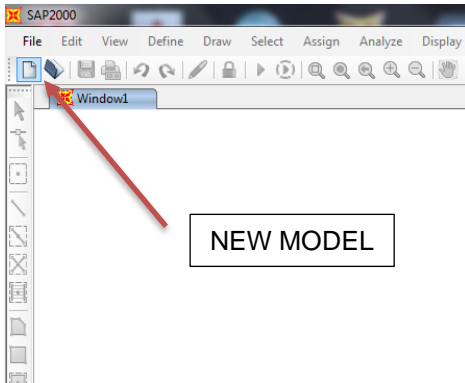 SAP2000
File Edit View Define Draw Select Assign Analyze Display
Window1
NEW MODEL